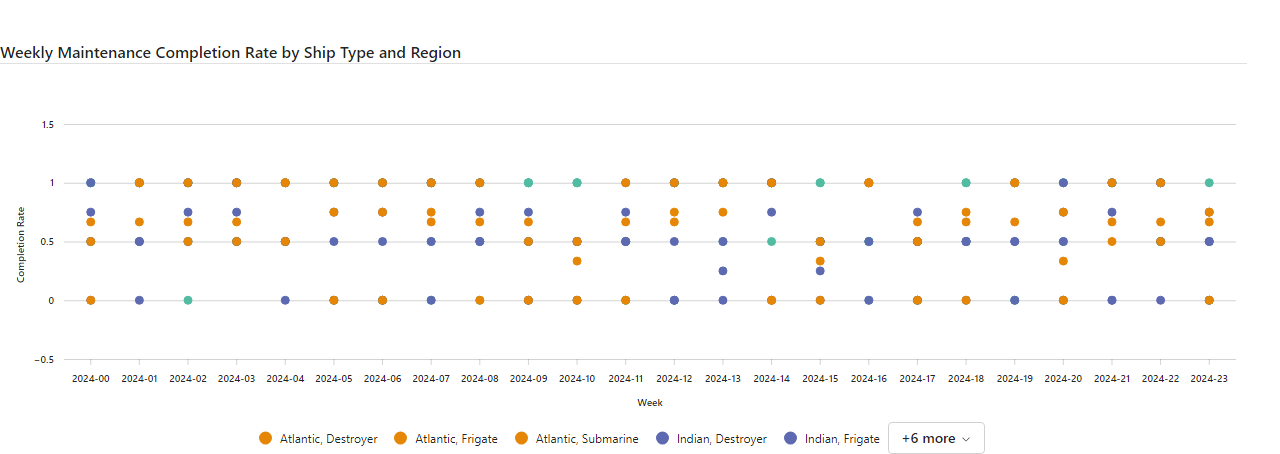 Weekly Maintenance Completion Rate by Ship Type and Region
1.5
1
0.5
0
−0.5
Completion Rate
2024-00 2024-01 2024-02 2024-03 2024-04 2024-05 2024-06 2024-07 2024-08 2024-09 2024-10 2024-11 2024-12 2024-13 2024-14 2024-15 2024-16 2024-17 2024-18 2024-19 2024-20 2024-21 2024-22 2024-23
Week
Atlantic, Destroyer Atlantic, Frigate Atlantic, Submarine Indian, Destroyer Indian, Frigate +6 more